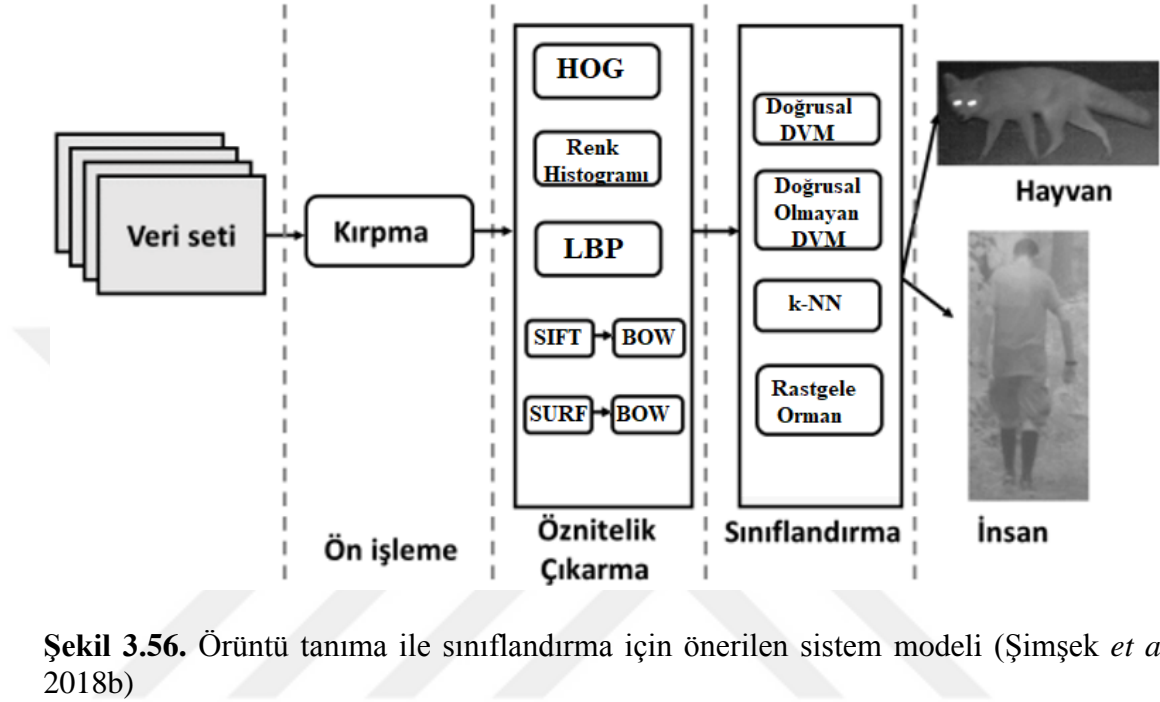 Veri seti
Kırpma
Ön işleme
HOG
Renk
Histogramı
LBP
SIFT
BOW
SURF
BOW
Öznitelik
Çıkarma
Doğrusal
DVM
Doğrusal
Olmayan
DVM
k-NN
Rastgele
Orman
Sınıflandırma
Hayvan
İnsan
Şekil 3.56. Örüntü tanıma ile sınıflandırma için önerilen sistem modeli (Şimşek et a
2018b)